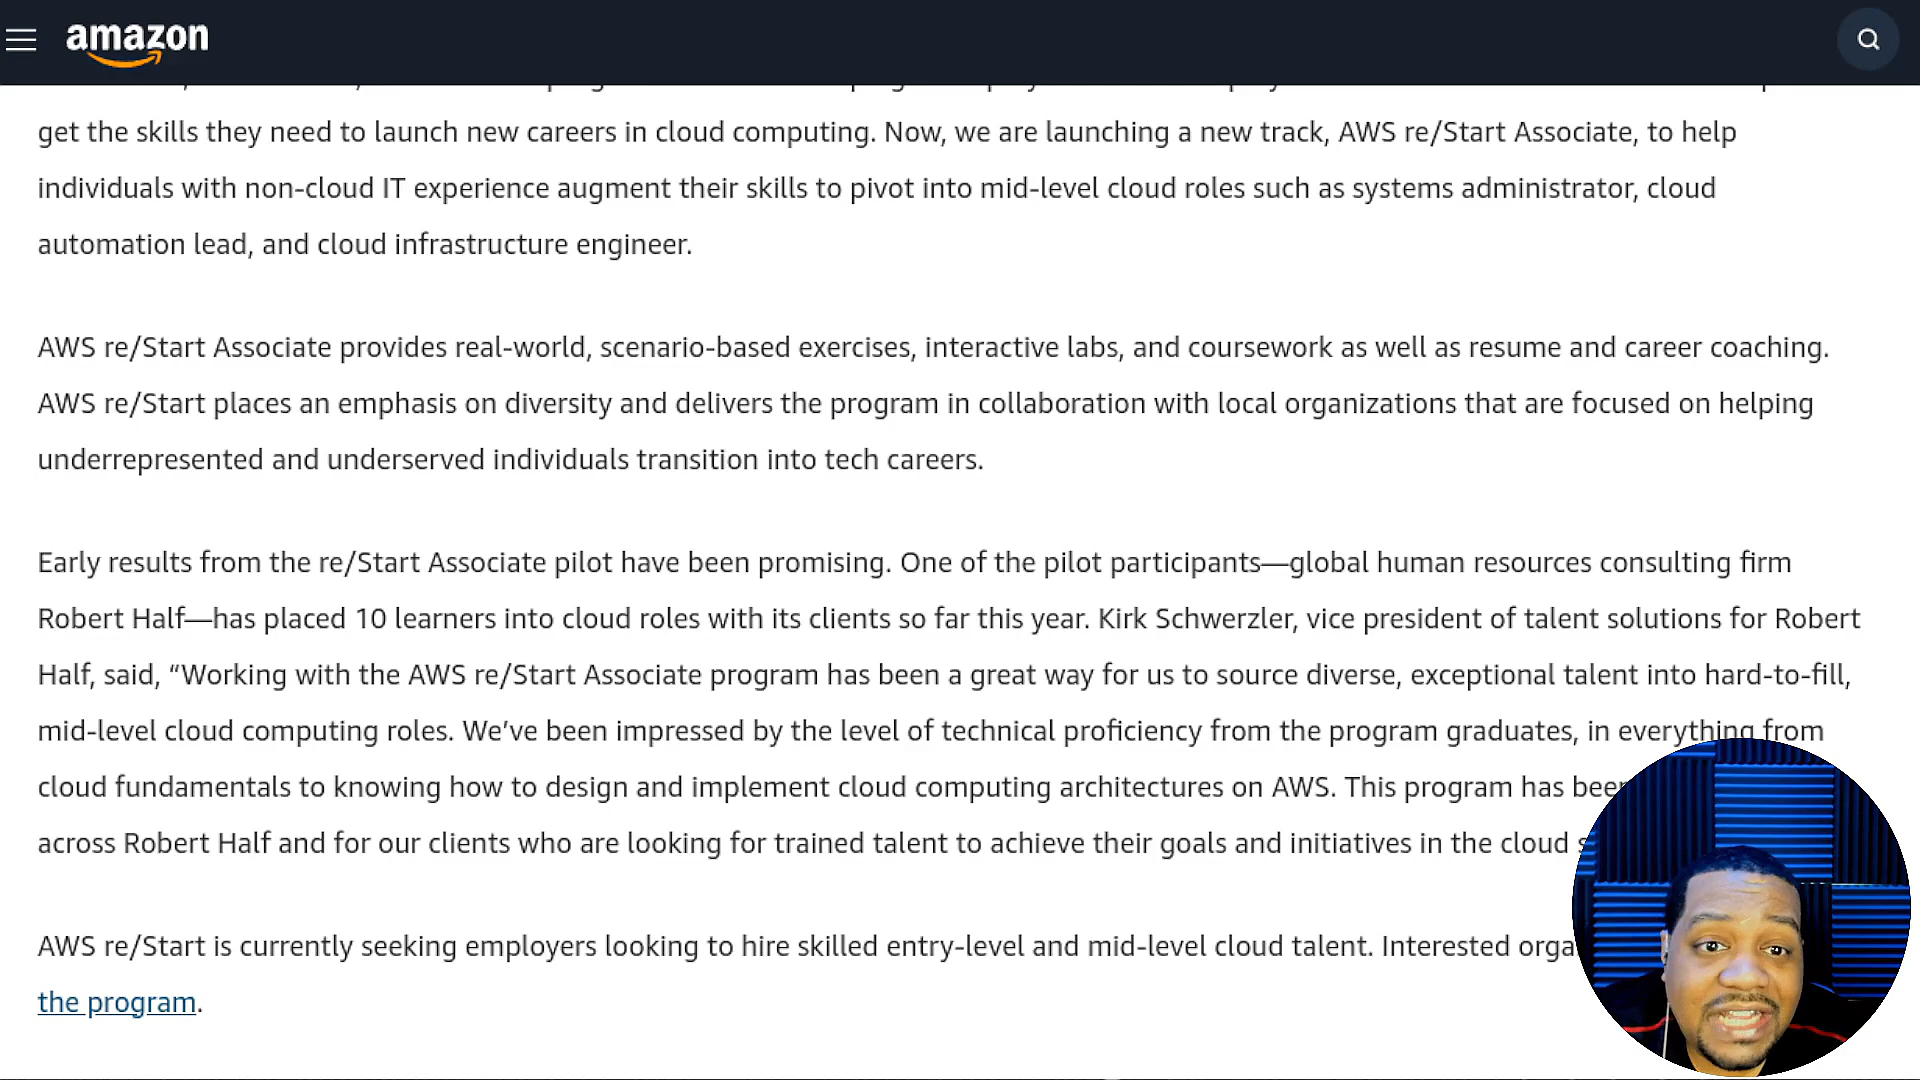 amazon
get the skills they need to launch new careers in cloud computing. Now, we are launching a new track, AWS re/Start Associate, to help
individuals with non-cloud IT experience augment their skills to pivot into mid-level cloud roles such as systems administrator, cloud
automation lead, and cloud infrastructure engineer.
AWS re/Start Associate provides real-world, scenario-based exercises, interactive labs, and coursework as well as resume and career coaching.
AWS re/Start places an emphasis on diversity and delivers the program in collaboration with local organizations that are focused on helping
underrepresented and underserved individuals transition into tech careers.
Early results from the re/Start Associate pilot have been promising. One of the pilot participants—global human resources consulting firm
Robert Half—has placed 10 learners into cloud roles with its clients so far this year. Kirk Schwerzler, vice president of talent solutions for Robert
Half, said, “Working with the AWS re/Start Associate program has been a great way for us to source diverse, exceptional talent into hard-to-fill,
mid-level cloud computing roles. We’ve been impressed by the level of technical proficiency from the program graduates, in everything from
cloud fundamentals to knowing how to design and implement cloud computing architectures on AWS. This program has been
across Robert Half and for our clients who are looking for trained talent to achieve their goals and initiatives in the cloud
AWS re/Start is currently seeking employers looking to hire skilled entry-level and mid-level cloud talent. Interested
the program.